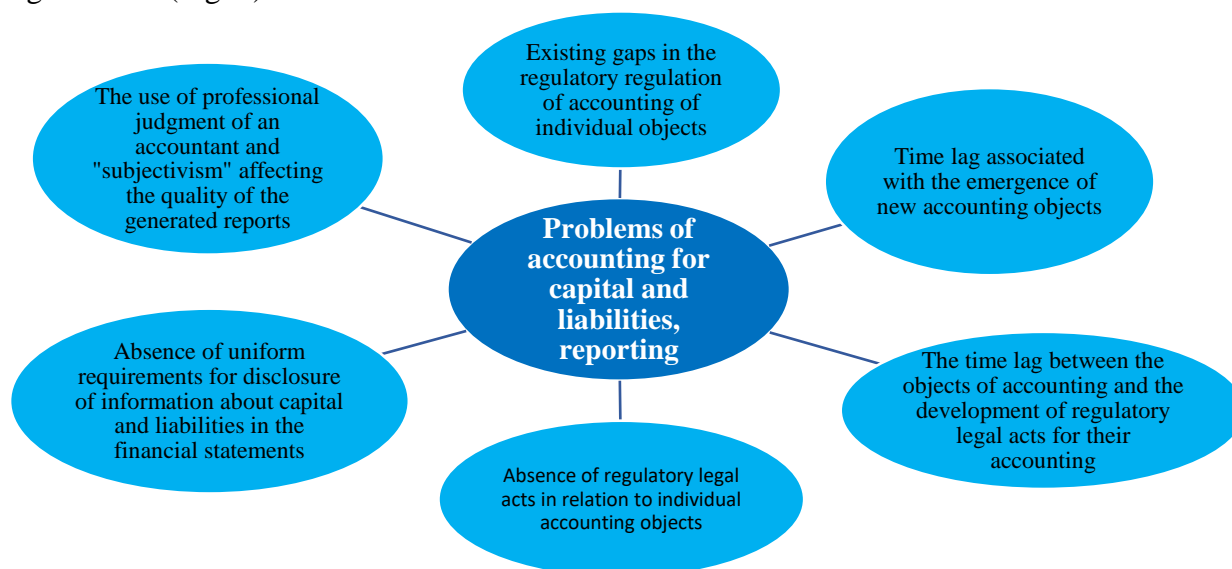 Existing gaps in the
regulatory regulation
of accounting of
individual objects
Time lag associated
with the emergence of
new accounting objects
The time lag between the
objects of accounting and the
development of regulatory
legal acts for their
accounting
Absence of regulatory legal
acts in relation to individual
accounting objects
Absence of uniform
requirements for disclosure
of information about capital
and liabilities in the
financial statements
The use of professional
judgment of an
accountant and
"subjectivism" affecting
the quality of the
generated reports
Problems of
accounting for
capital and
liabilities,
reporting